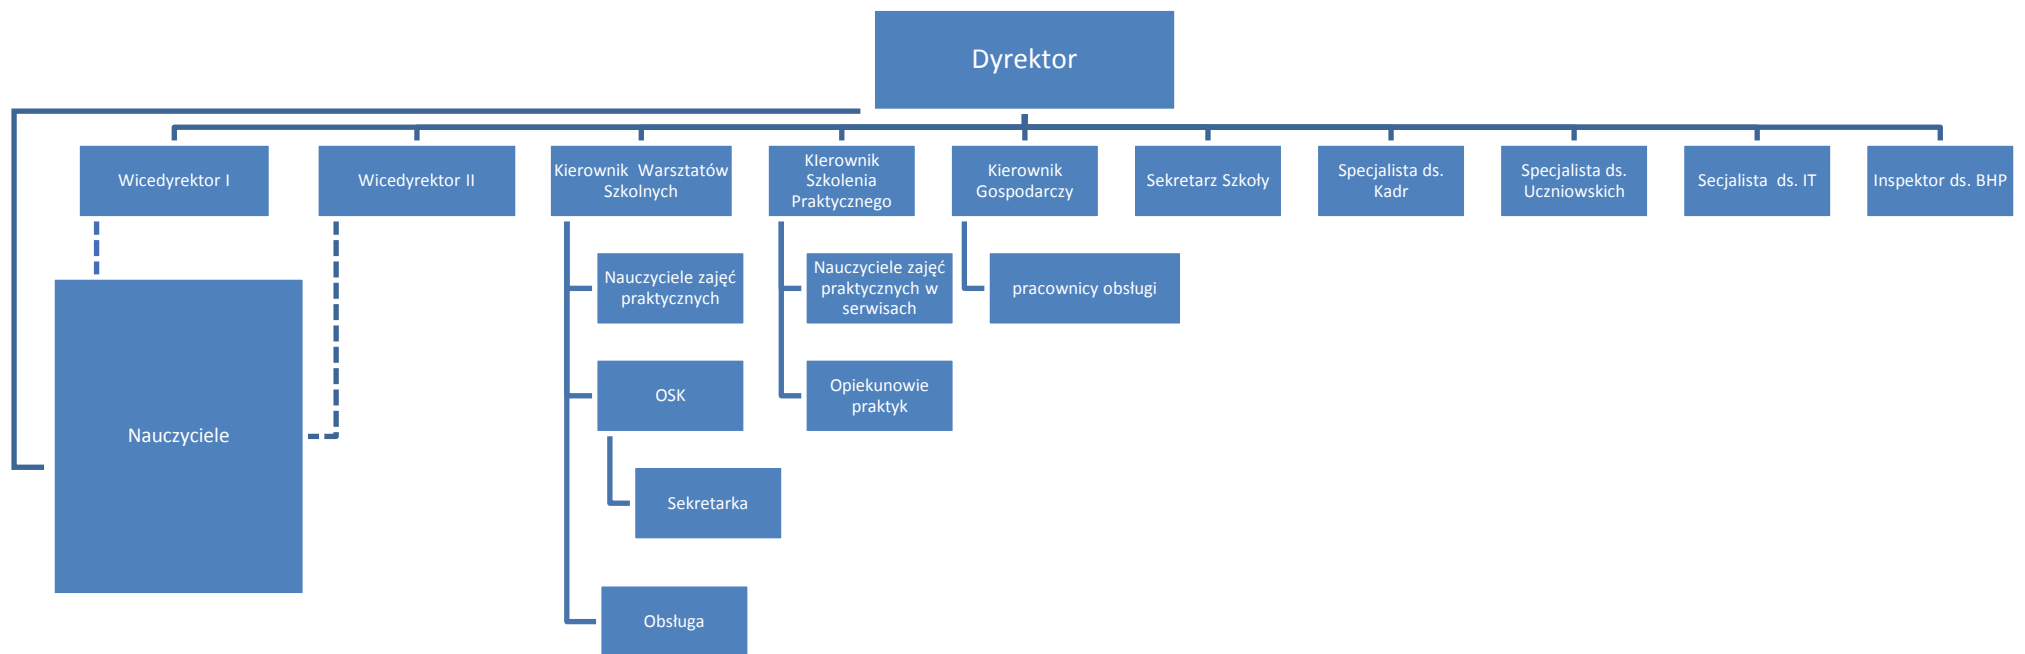 Dyrektor
Wicedyrektor I
Wicedyrektor II
Kierownik  Warsztatów
Szkolnych
KIerownik
Szkolenia
Praktycznego
Kierownik
Gospodarczy
Sekretarz Szkoły
Specjalista ds.
Kadr
Specjalista ds.
Uczniowskich
Secjalista  ds. IT
Inspektor ds. BHP
Nauczyciele zajęć
praktycznych
Nauczyciele zajęć
praktycznych w
serwisach
pracownicy obsługi
OSK
Opiekunowie
praktyk
Nauczyciele
Sekretarka
Obsługa